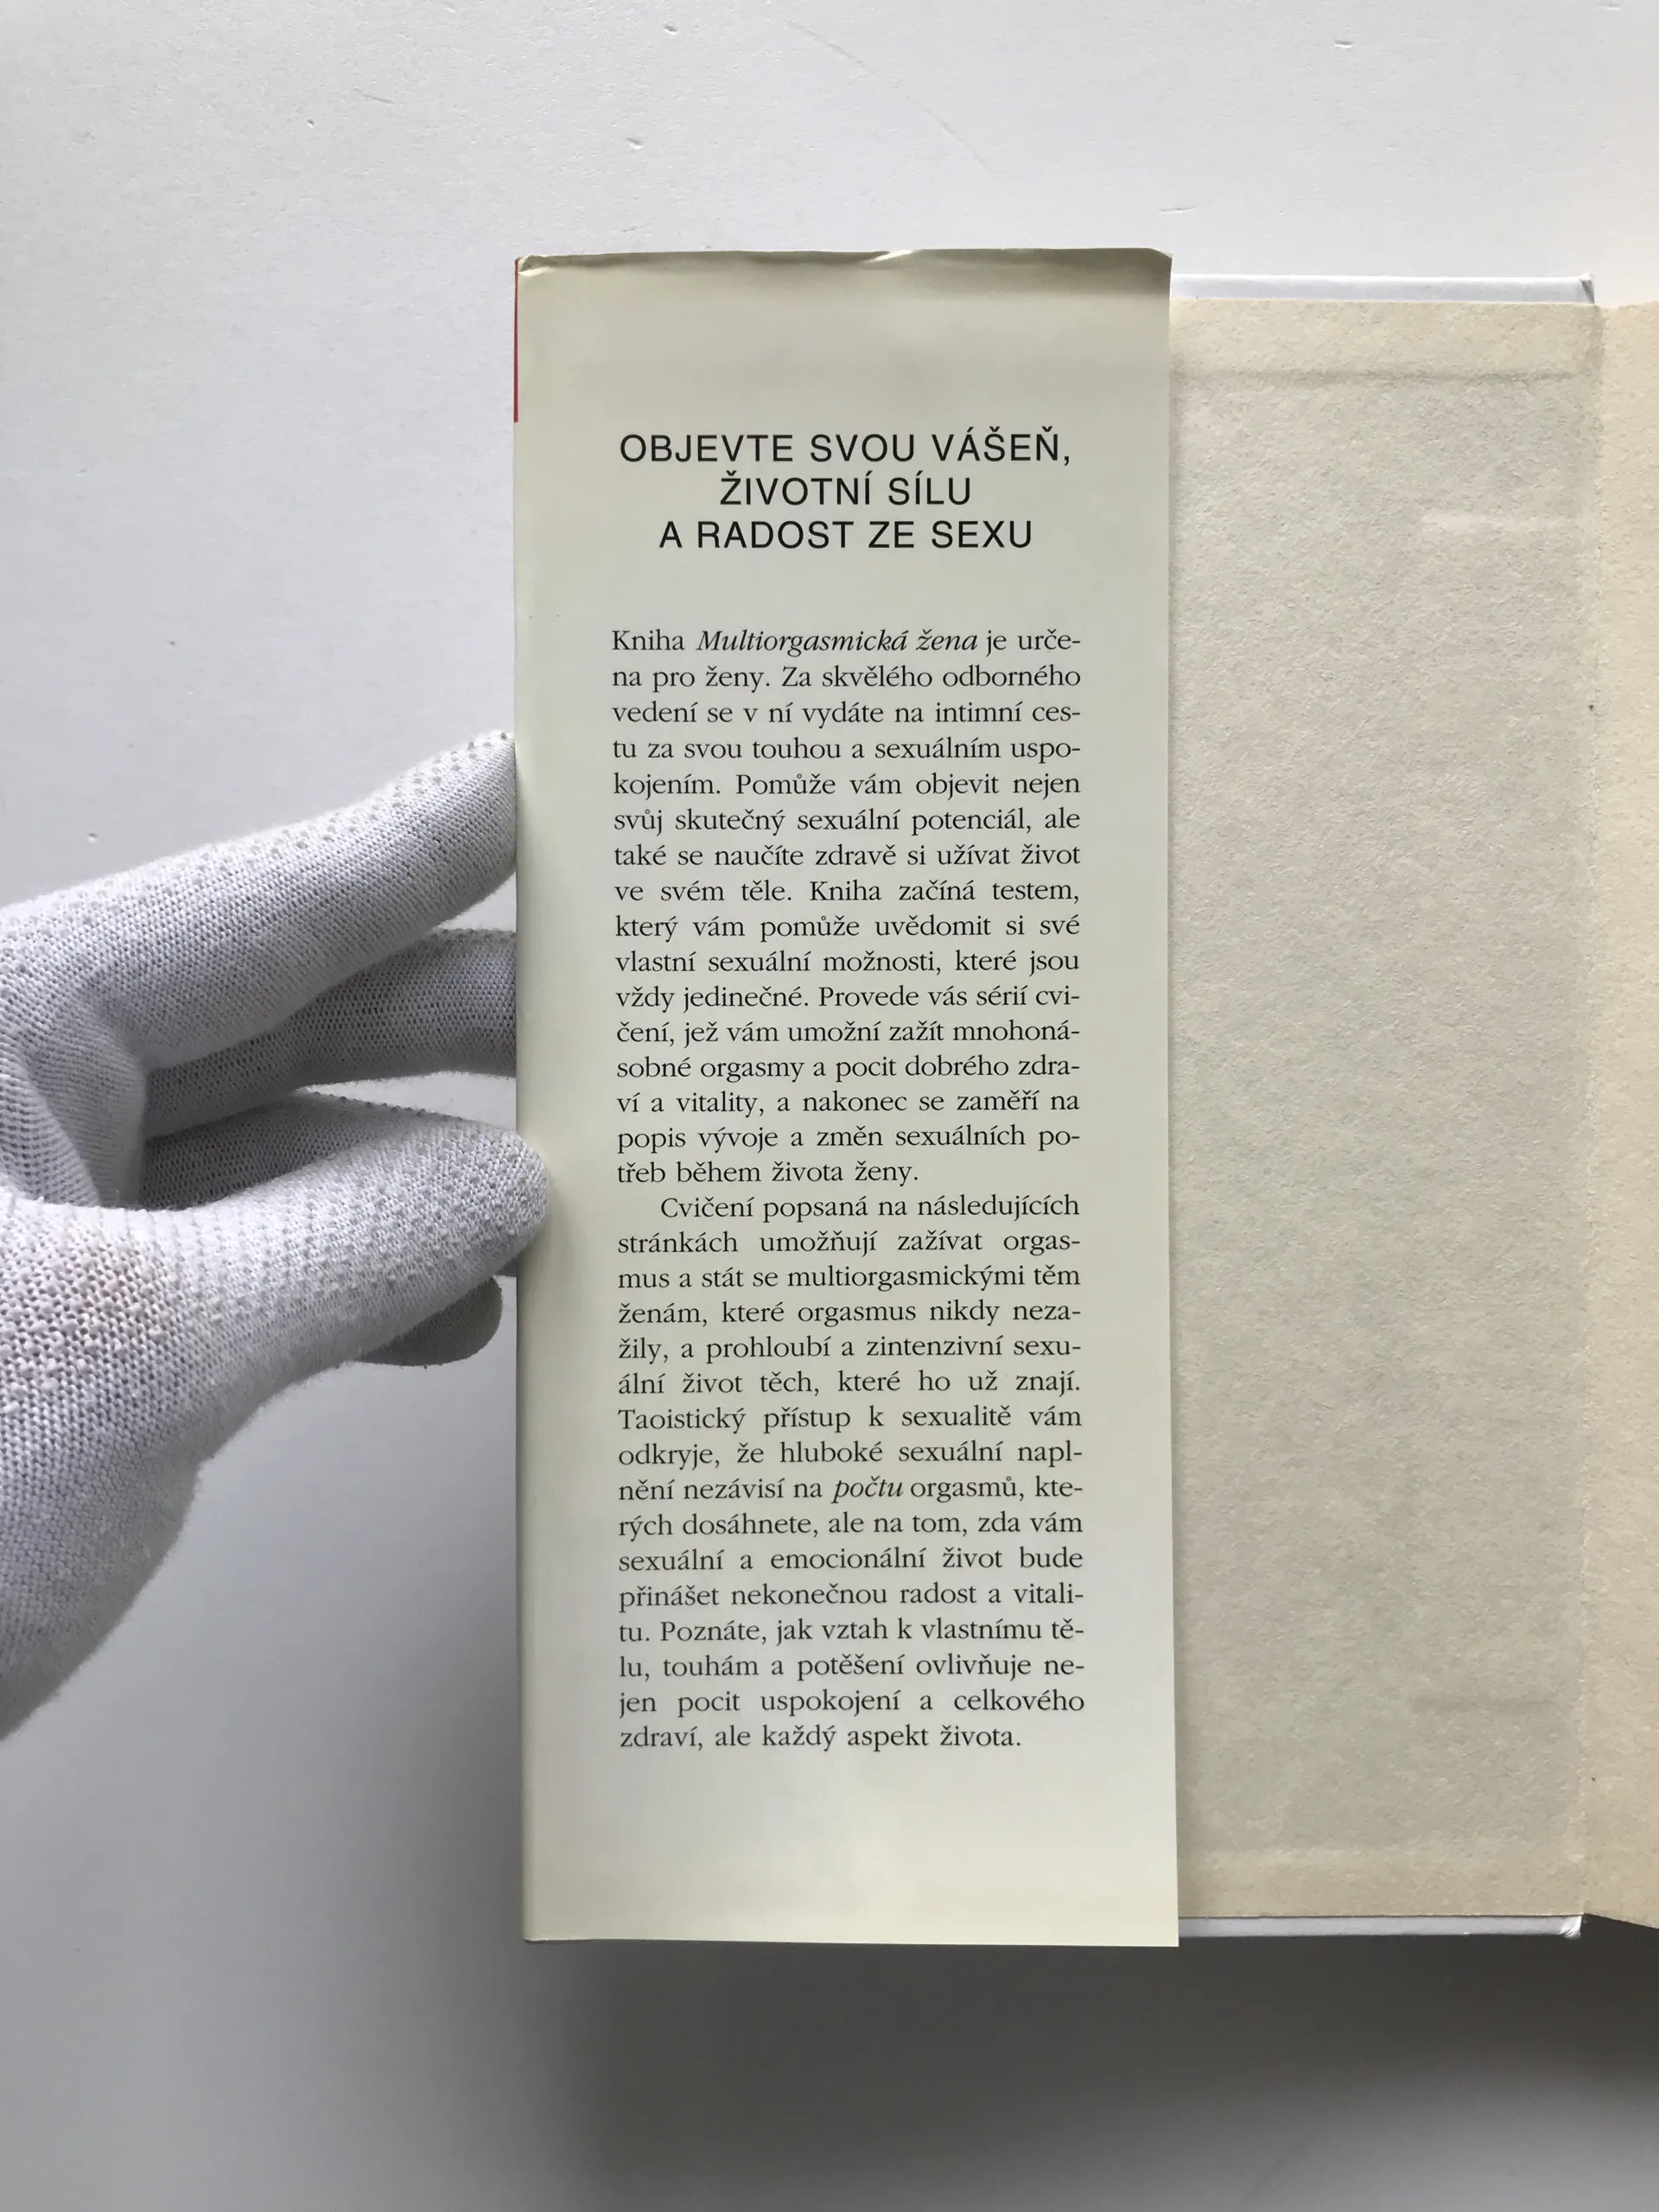 OBJEVTE SVOU VÁŠEŇ,
ŽIVOTNÍ SÍLU
A RADOST ZE SEXU
Kniha Multiorgasmická žena je urče-
na pro ženy. Za skvělého odborného
vedení se v ní vydáte na intimní ces-
tu za svou touhou a sexuálním uspo-
kojením. Pomůže vám objevit nejen
svůj skutečný sexuální potenciál, ale
také se naučíte zdravě si užívat život
ve svém těle. Kniha začíná testem,
který vám pomůže uvědomit si své
vlastní sexuální možnosti, které jsou
vždy jedinečné. Provede vás sérií cvi-
čení, jež vám umožní zažít mnohoná-
sobné orgasmy a pocit dobrého zdra-
ví a vitality, a nakonec se zaměří na
popis vývoje a změn sexuálních po-
třeb během života ženy.
Cvičení popsaná na následujících
stránkách umožňují zažívat orgas-
mus a stát se multiorgasmickými těm
ženám, které orgasmus nikdy neza-
žily, a prohloubí a zintenzivní sexu-
ální život těch, které ho už znají.
Taoistický přístup k sexualitě vám
odkryje, že hluboké sexuální napl-
nění nezávisí na počtu orgasmů, kte-
rých dosáhnete, ale na tom, zda vám
sexuální a emocionální život bude
přinášet nekonečnou radost a vitali-
tu. Poznáte, jak vztah k vlastnímu tě-
lu, touhám a potěšení ovlivňuje ne-
jen pocit uspokojení a celkového
zdraví, ale každý aspekt života.